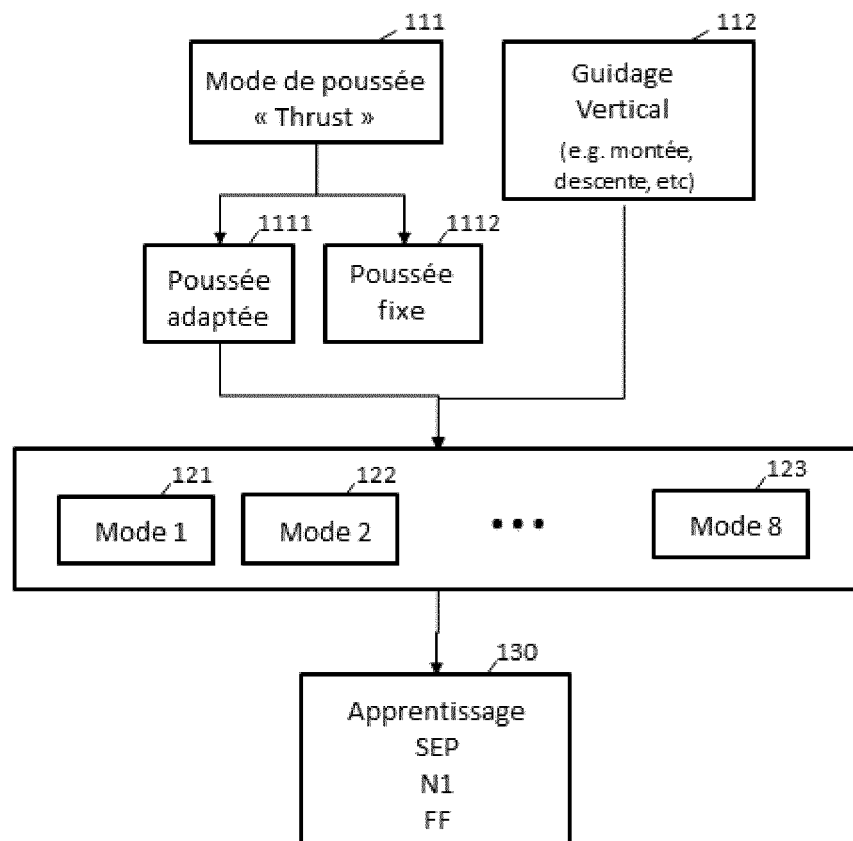 111
Mode de poussée
« Thrust »
112
Guidage
Vertical
(e.g. montée,
descente, etc)
1111
Poussée
adaptée
1112
Poussée
fixe
121
Mode 1
122
Mode 2
•••
123
Mode 8
130
Apprentissage
SEP
N1
FF